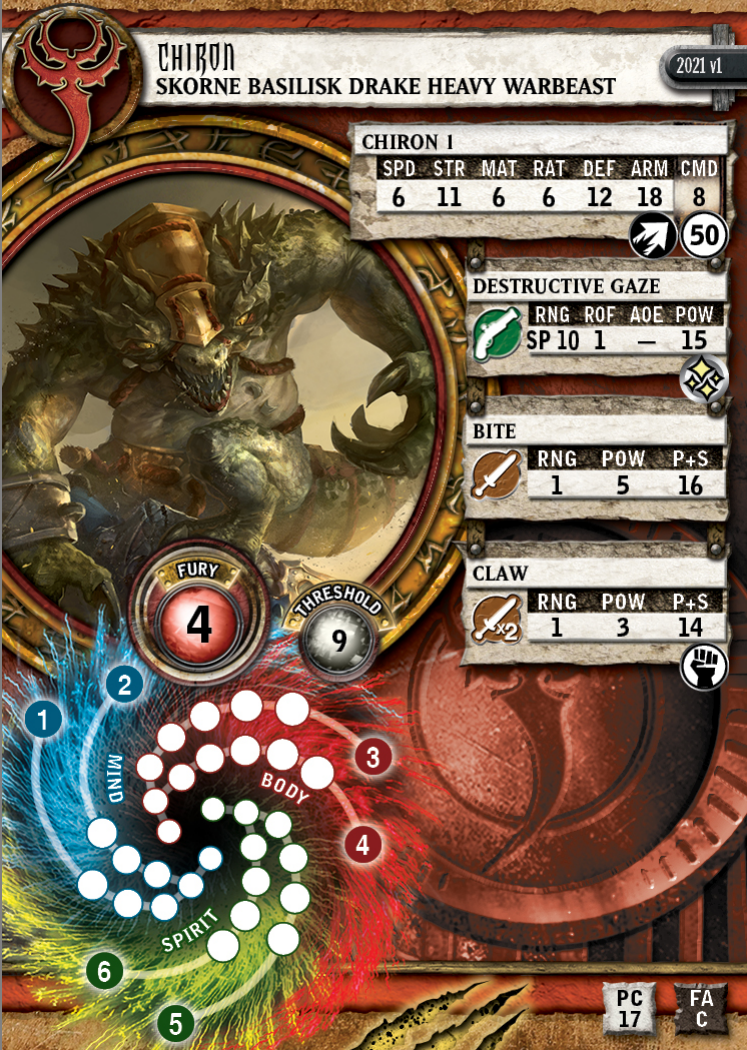 CHIRON
SKORNE BASILISK DRAKE HEAVY WARBEAST
2021 v1
CHIRON 1
SPD STR MAT RAT DEF ARM CMD
6 11 6 6 12 18 8
50
DESTRUCTIVE GAZE
RNG ROF AOE POW
SP 10 1 — 15
BITE
RNG POW P+S
1 5 16
CLAW
RNG POW P+S
x2 1 3 14
FURY
4
THRESHOLD
9
1
2
MIND
3
BODY
4
SPIRIT
6
5
PC
17
FA
C